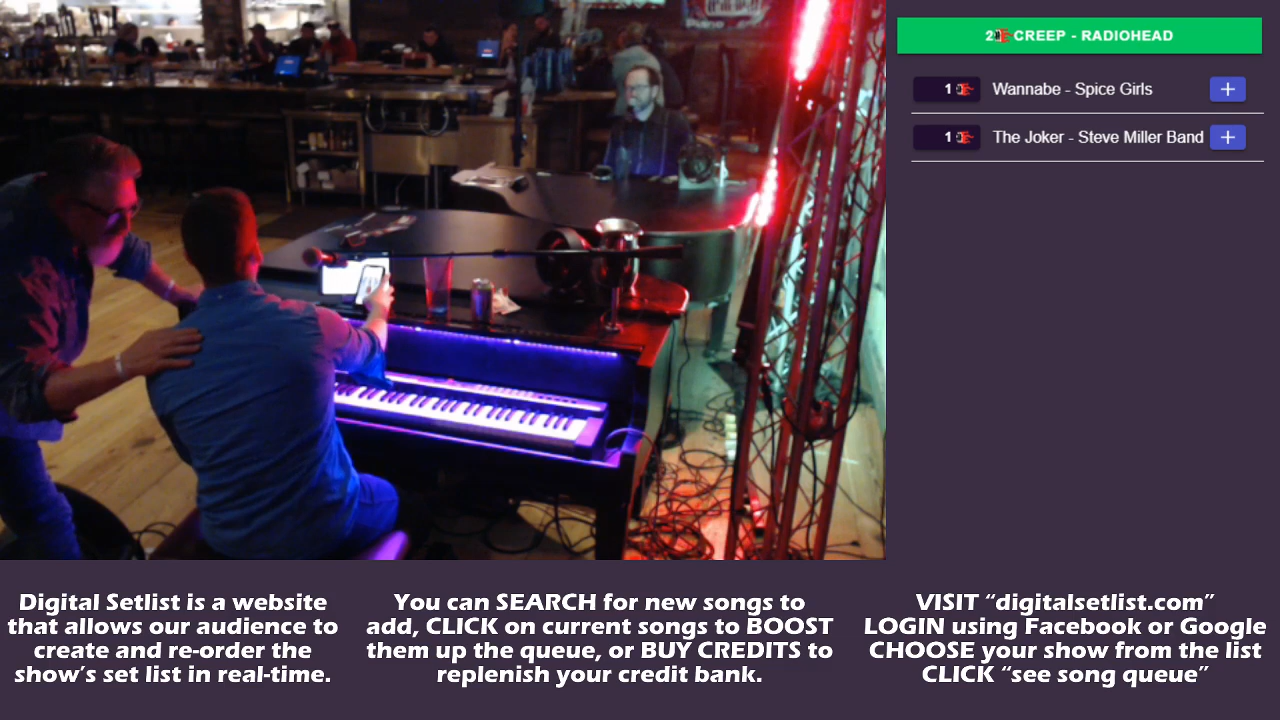 2 CREEP - RADIOHEAD
1 Wannabe - Spice Girls +
1 The Joker - Steve Miller Band +
Digital Setlist is a website
that allows our audience to
create and re-order the
show's set list in real-time.
You can SEARCH for new songs to
add, CLICK on current songs to BOOST
them up the queue, or BUY CREDITS to
replenish your credit bank.
VISIT “digitalsetlist.com”
LOGIN using Facebook or Google
CHOOSE your show from the list
CLICK “see song queue”